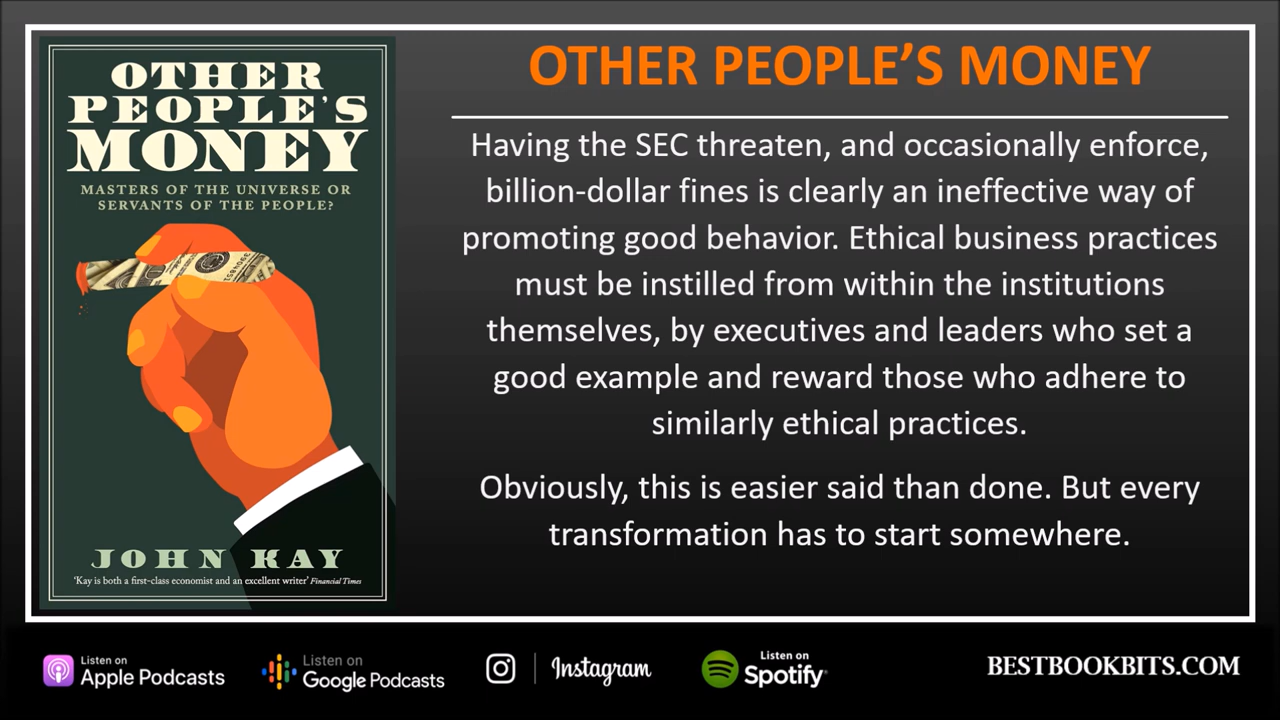 OTHER
PEOPLE'S
MONEY
MASTERS OF THE UNIVERSE OR
SERVANTS OF THE PEOPLE?
JOHN KAY
'Kay is both a first-class economist and an excellent writer' Financial Times
OTHER PEOPLE'S MONEY
Having the SEC threaten, and occasionally enforce,
billion-dollar fines is clearly an ineffective way of
promoting good behavior. Ethical business practices
must be instilled from within the institutions
themselves, by executives and leaders who set a
good example and reward those who adhere to
similarly ethical practices.
Obviously, this is easier said than done. But every
transformation has to start somewhere.
Listen on
Apple Podcasts
Listen on
Google Podcasts
Instagram
Listen on
Spotify
BESTBOOKBITS.COM